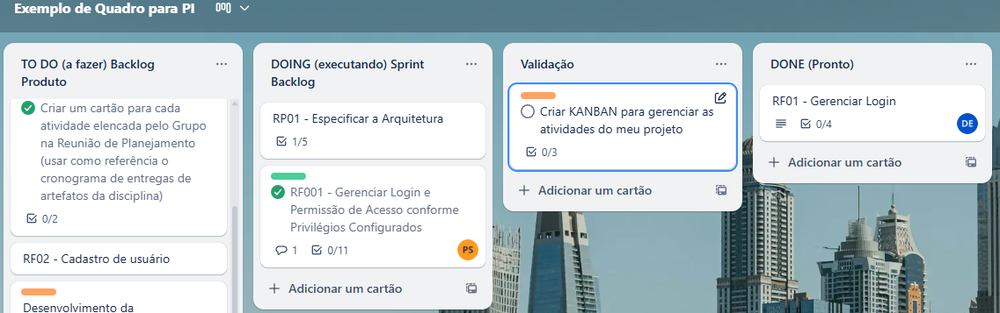 Exemplo de Quadro para PI
TO DO (a fazer) Backlog
Produto
Criar um cartão para cada
atividade elencada pelo Grupo
na Reunião de Planejamento
(usar como referência o
cronograma de entregas de
artefatos da disciplina)
0/2
RF02 - Cadastro de usuário
Desenvolvimento da
DOING (executando) Sprint
Backlog
RP01 - Especificar a Arquitetura
1/5
RF001 - Gerenciar Login e
Permissão de Acesso conforme
Privilégios Configurados
1 0/11
PS
Adicionar um cartão
Validação
Criar KANBAN para gerenciar as
atividades do meu projeto
0/3
Adicionar um cartão
DONE (Pronto)
RF01 - Gerenciar Login
0/4
DE
Adicionar um cartão